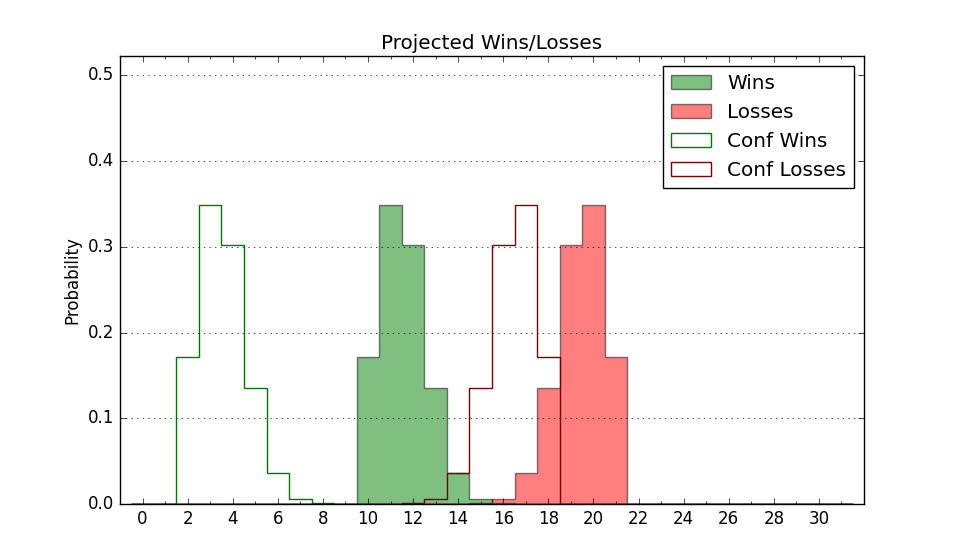 Projected Wins/Losses
0.5
0.4
0.3
0.2
0.1
0.0
Probability
Wins
Losses
Conf Wins
Conf Losses
0 2 4 6 8 10 12 14 16 18 20 22 24 26 28 30